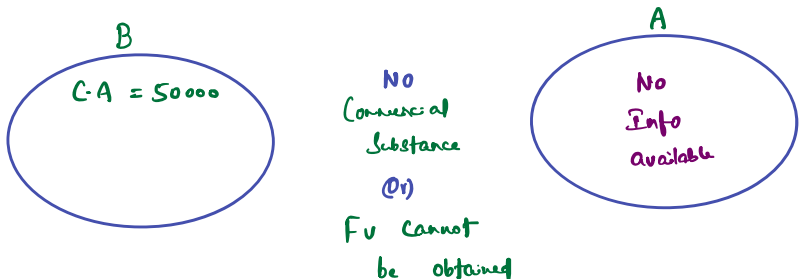 B
C.A = 50000
No
Commercial
Substance
(Or)
Fv cannot
be obtained
A
No
Info
available